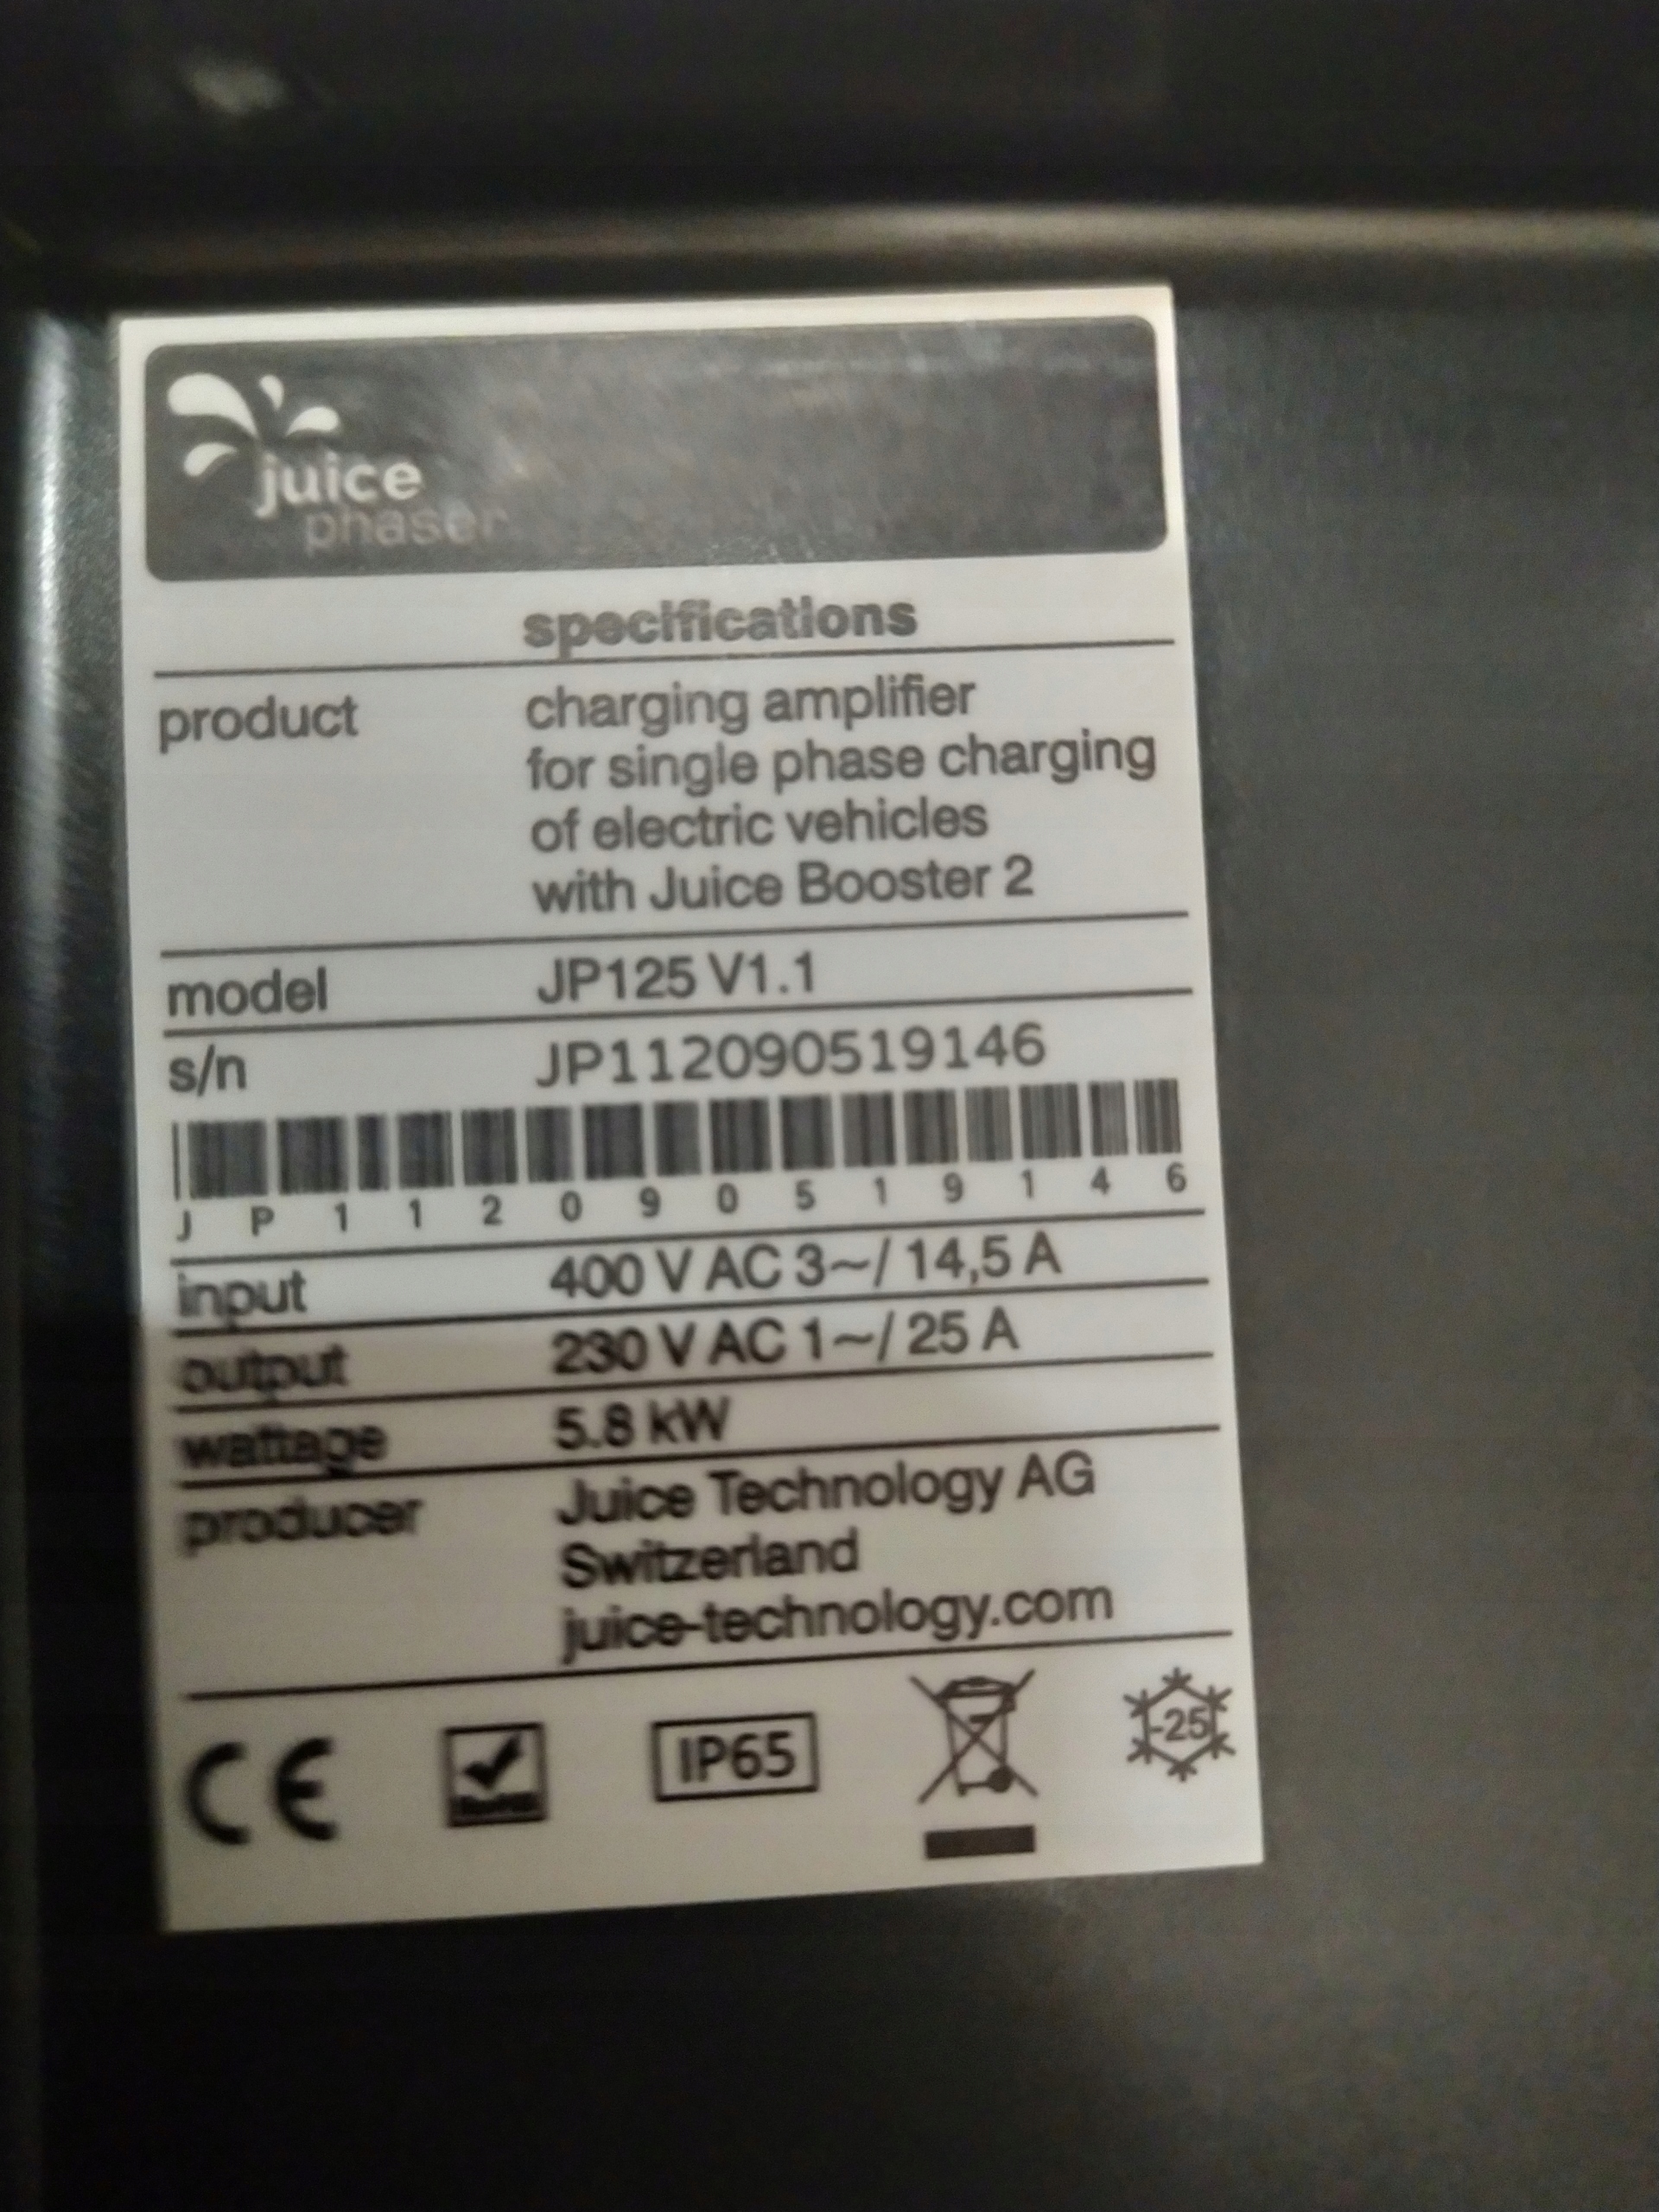 juice
phaser
specifications
product charging amplifier
for single phase charging
of electric vehicles
with Juice Booster 2
model JP125 V1.1
s/n JP112090519146
J P 1 1 2 0 9 0 5 1 9 1 4 6
input 400 V AC 3~/ 14,5 A
output 230 V AC 1~/ 25 A
wattage 5.8 kW
producer Juice Technology AG
Switzerland
juice-technology.com
CE IP65 -25